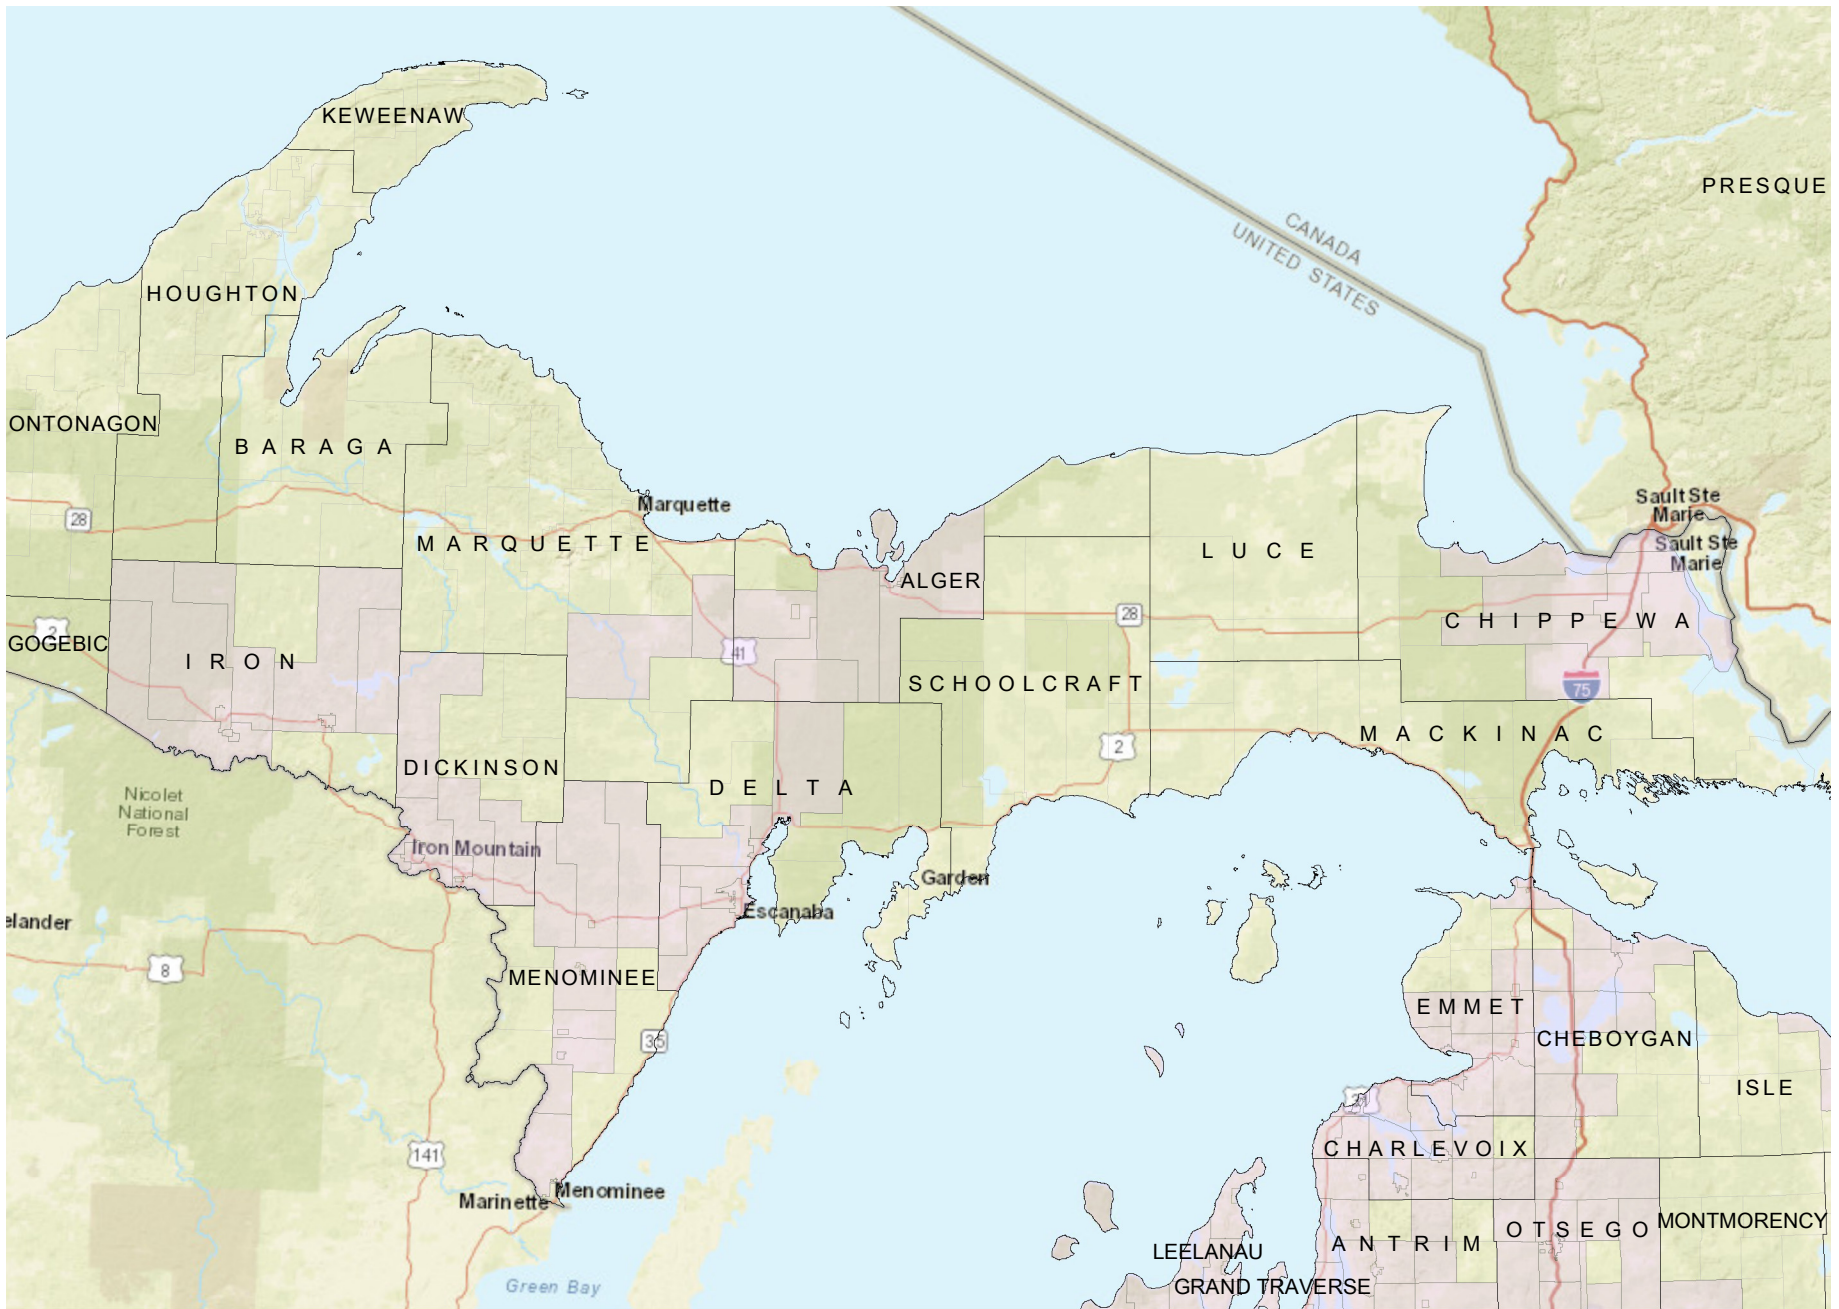 KEWEENAW
PRESQUE
CANADA
UNITED STATES
HOUGHTON
ONTONAGON
BARAGA
Marquette
Sault Ste
Marie
28
MARQUETTE
LUCE
Sault Ste
Marie
ALGER
28
CHIPPEWA
2
GOGEBIC
IRON
41
SCHOOLCRAFT
75
MACKINAC
2
DICKINSON
DELTA
Nicolet
National
Forest
Iron Mountain
Garden
Escanaba
elander
8
MENOMINEE
EMMET
35
CHEBOYGAN
ISLE
31
CHARLEVOIX
141
Menominee
Marinette
MONTMORENCY
OTSEGO
ANTRIM
LEELANAU
GRAND TRAVERSE
Green Bay